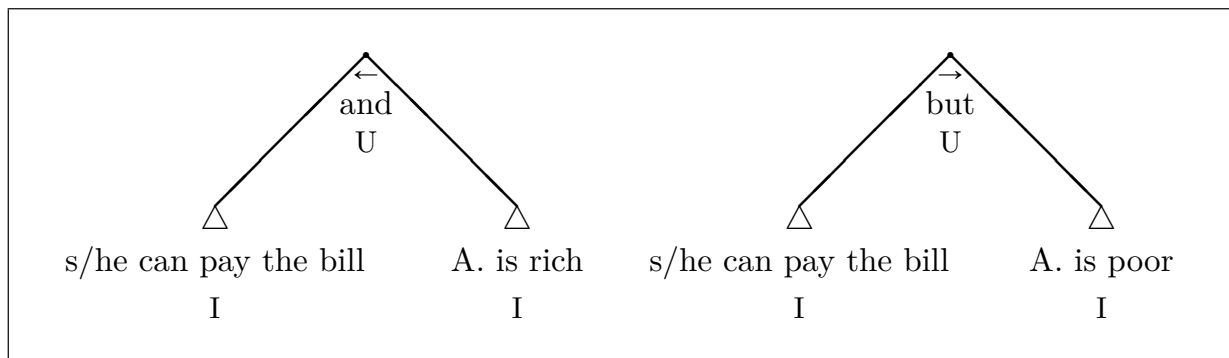 ← →
and but
U U
s/he can pay the bill A. is rich s/he can pay the bill A. is poor
I I I I